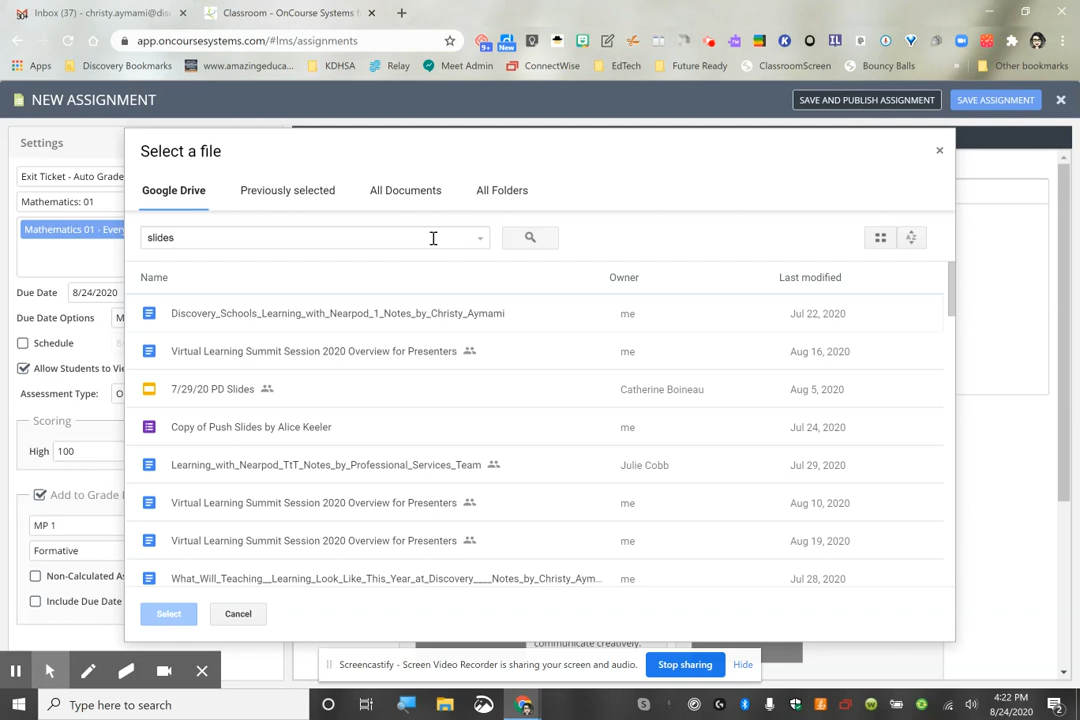 Inbox (37) - christy.aymami@dis
Classroom - OnCourse Systems f
app.oncoursesystems.com/#lms/assignments
Apps Discovery Bookmarks www.amazingeduca... KDHSA Relay Meet Admin ConnectWise EdTech Future Ready ClassroomScreen Bouncy Balls » Other bookmarks
NEW ASSIGNMENT
SAVE AND PUBLISH ASSIGNMENT
SAVE ASSIGNMENT
Settings
Exit Ticket - Auto Grade
Mathematics: 01
Mathematics 01 - Every
Due Date 8/24/2020
Due Date Options
Schedule
Allow Students to Vie
Assessment Type:
Scoring
High 100
Add to Grade
MP 1
Formative
Non-Calculated As
Include Due Date
Select a file
Google Drive Previously selected All Documents All Folders
slides
Name Owner Last modified
Discovery_Schools_Learning_with_Nearpod_1_Notes_by_Christy_Aymami me Jul 22, 2020
Virtual Learning Summit Session 2020 Overview for Presenters me Aug 16, 2020
7/29/20 PD Slides Catherine Boineau Aug 5, 2020
Copy of Push Slides by Alice Keeler me Jul 24, 2020
Learning_with_Nearpod_TtT_Notes_by_Professional_Services_Team Julie Cobb Jul 29, 2020
Virtual Learning Summit Session 2020 Overview for Presenters me Aug 10, 2020
Virtual Learning Summit Session 2020 Overview for Presenters me Aug 19, 2020
What_Will_Teaching__Learning_Look_Like_This_Year_at_Discovery____Notes_by_Christy_Aym... me Jul 28, 2020
Select Cancel
communicate creatively.
Screencastify - Screen Video Recorder is sharing your screen and audio. Stop sharing Hide
Type here to search
4:22 PM
8/24/2020